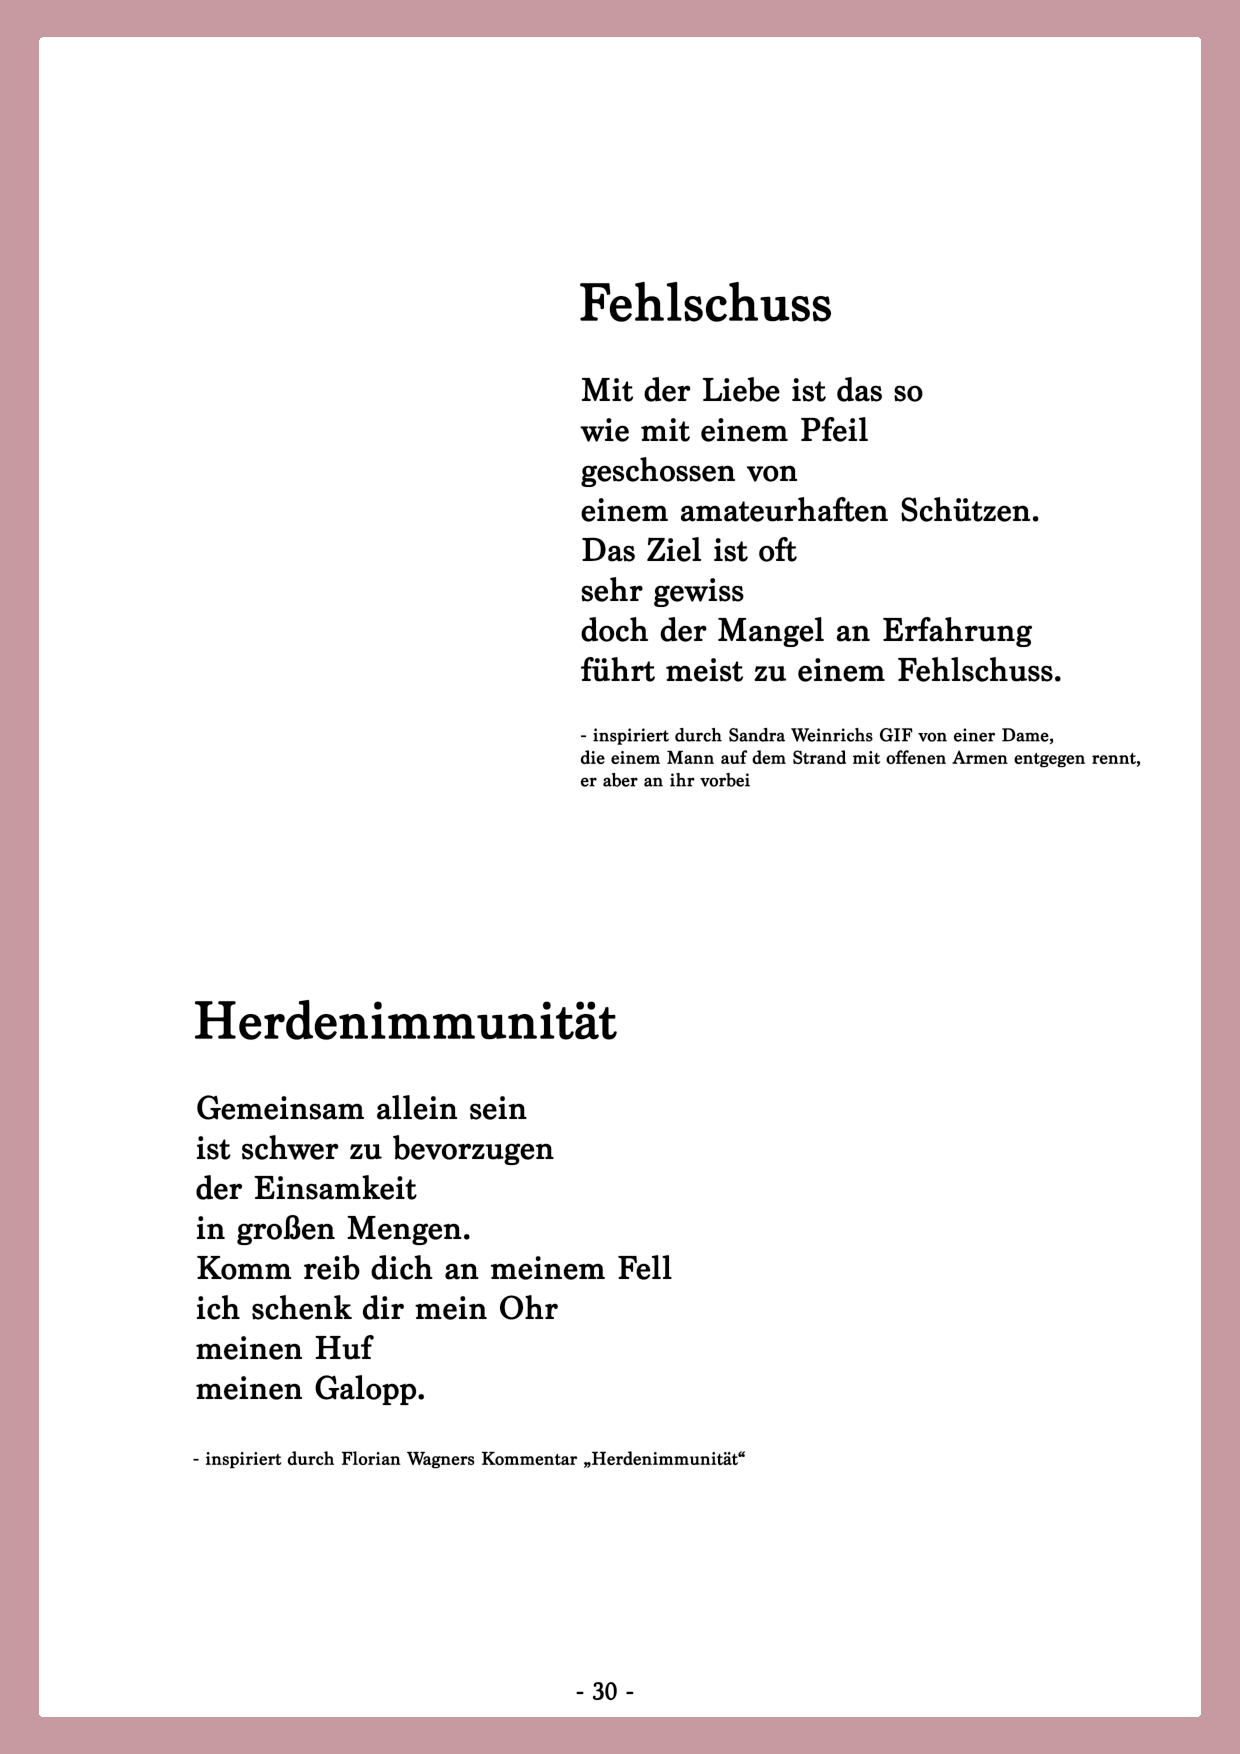 Fehlschuss
Mit der Liebe ist das so
wie mit einem Pfeil
geschossen von
einem amateurhaften Schützen.
Das Ziel ist oft
sehr gewiss
doch der Mangel an Erfahrung
führt meist zu einem Fehlschuss.
- inspiriert durch Sandra Weinrichs GIF von einer Dame,
die einem Mann auf dem Strand mit offenen Armen entgegen rennt,
er aber an ihr vorbei
Herdenimmunität
Gemeinsam allein sein
ist schwer zu bevorzugen
der Einsamkeit
in großen Mengen.
Komm reib dich an meinem Fell
ich schenk dir mein Ohr
meinen Huf
meinen Galopp.
- inspiriert durch Florian Wagners Kommentar „Herdenimmunität“
- 30 -